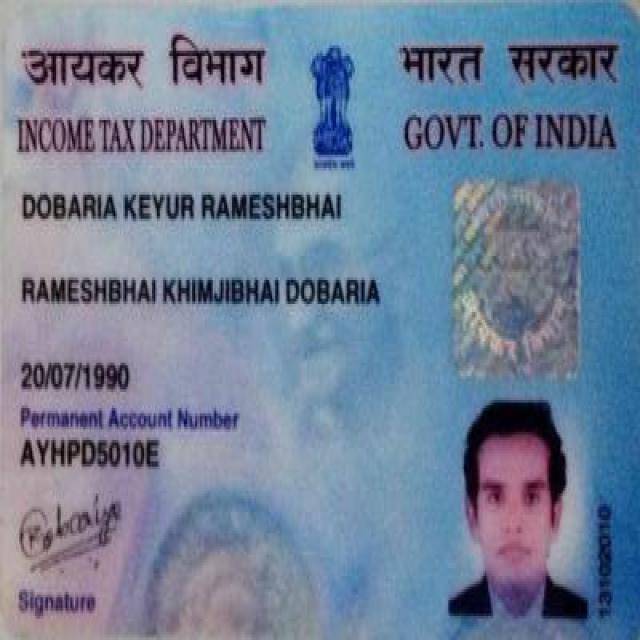 आयकर विभाग
INCOME TAX DEPARTMENT
भारत सरकार
GOVT. OF INDIA
DOBARIA KEYUR RAMESHBHAI
RAMESHBHAI KHIMJIBHAI DOBARIA
20/07/1990
Permanent Account Number
AYHPD5010E
Signature
13102010